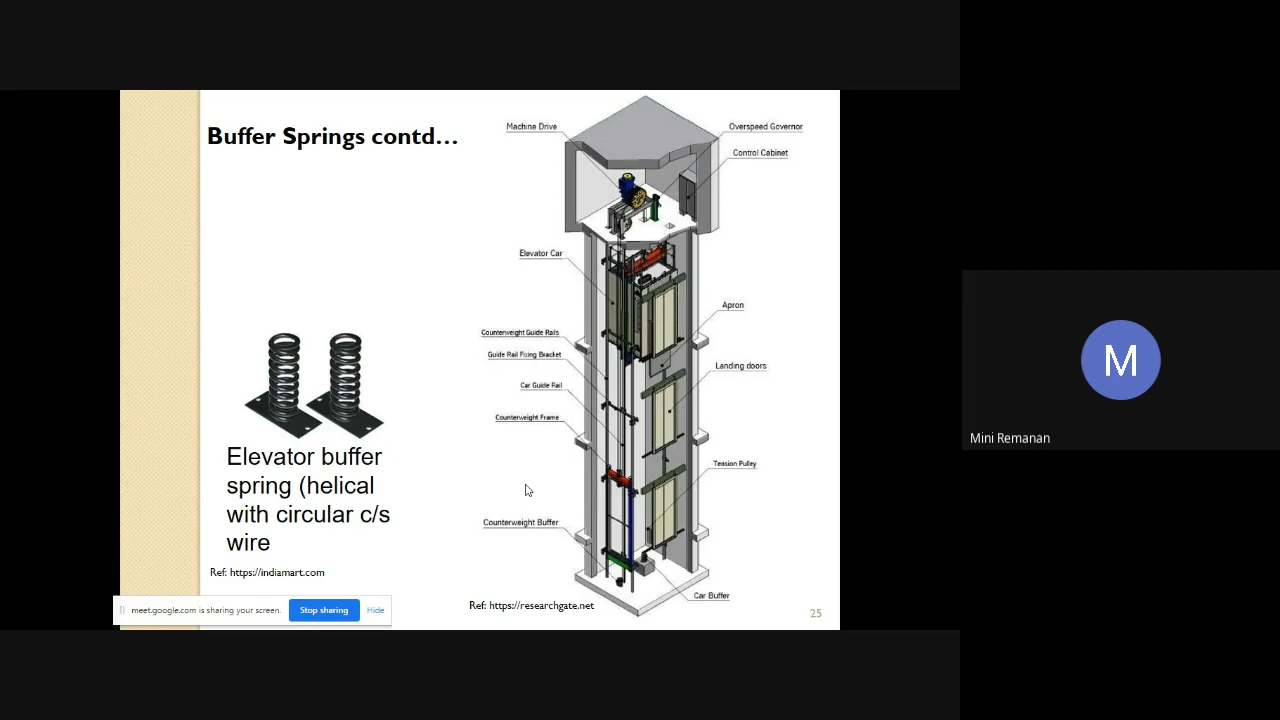 Buffer Springs contd...
Machine Drive
Overspeed Governor
Control Cabinet
Elevator Car
Apron
Counterweight Guide Rails
Guide Rail Fixing Bracket
Car Guide Rail
Landing doors
Counterweight Frame
Tension Pulley
Counterweight Buffer
Car Buffer
Elevator buffer
spring (helical
with circular c/s
wire
Ref: https://indiamart.com
Ref: https://researchgate.net
25
meet.google.com is sharing your screen.
Stop sharing
Hide
M
Mini Remanan